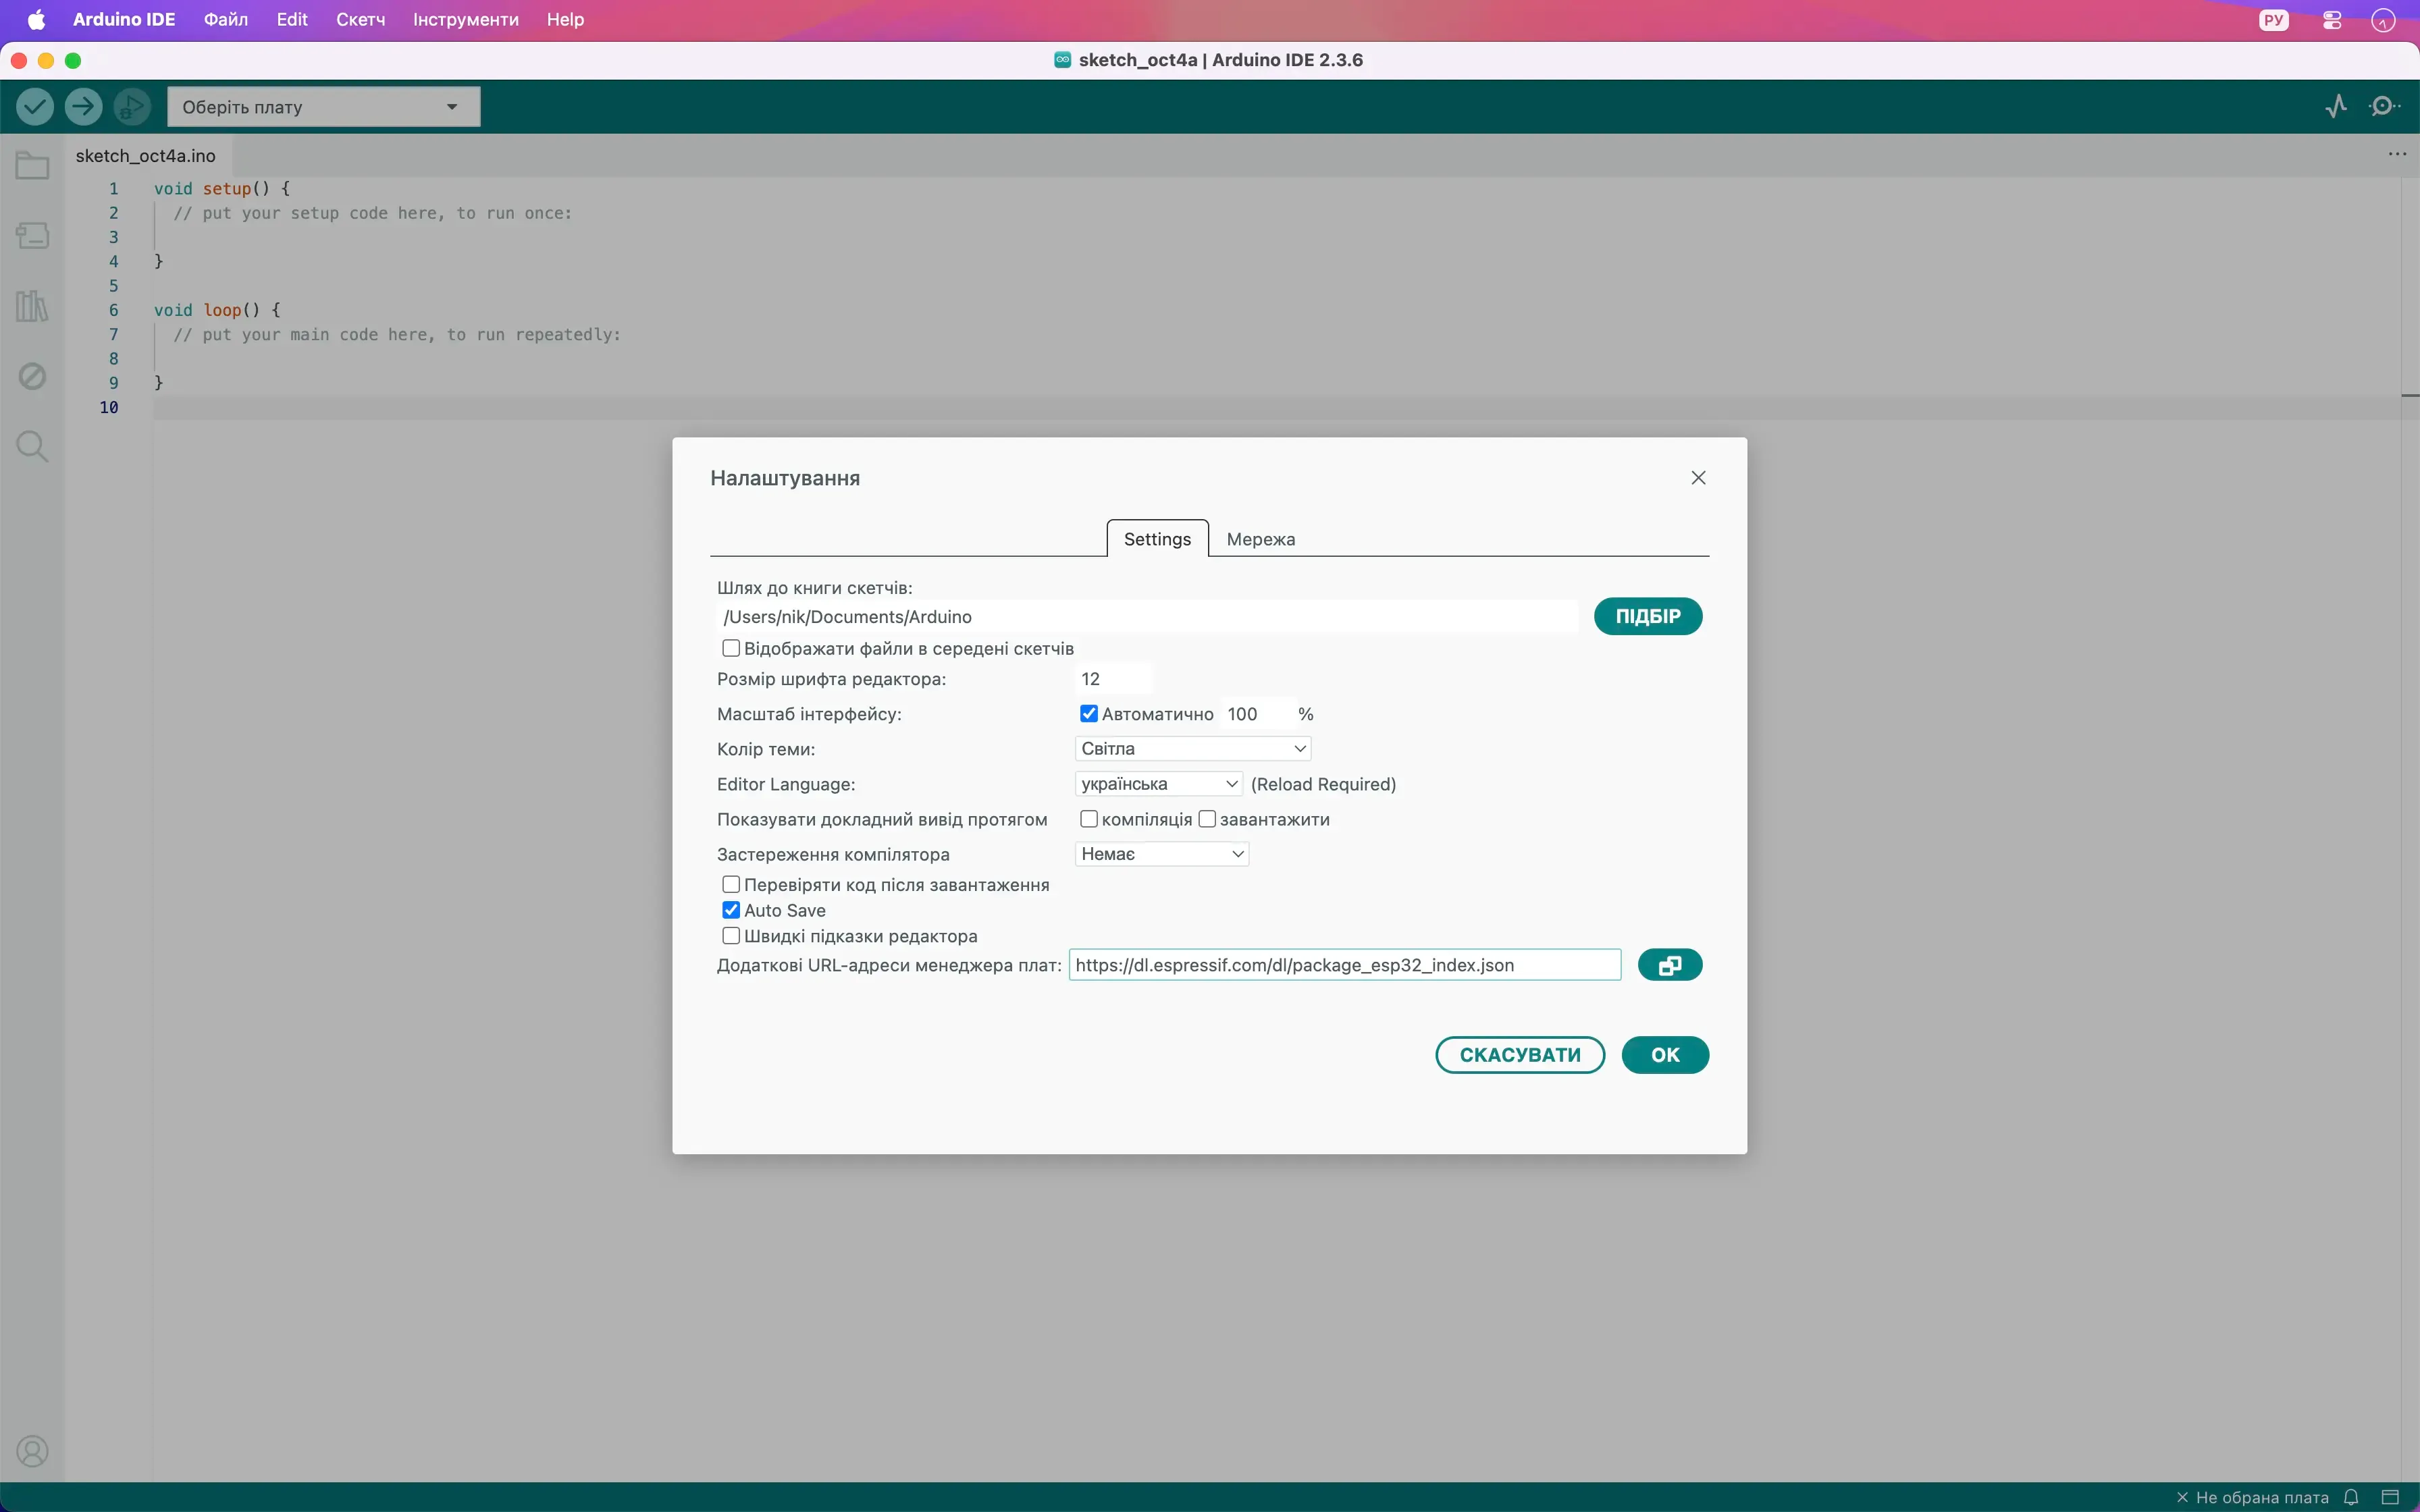 Arduino IDE Файл Edit Скетч Інструменти Help РУ
sketch_oct4a | Arduino IDE 2.3.6
Оберіть плату
sketch_oct4a.ino
1 void setup() {
2 // put your setup code here, to run once:
3
4 }
5
6 void loop() {
7 // put your main code here, to run repeatedly:
8
9 }
10
Налаштування
Settings Мережа
Шлях до книги скетчів:
/Users/nik/Documents/Arduino ПІДБІР
Відображати файли в середені скетчів
Розмір шрифта редактора: 12
Масштаб інтерфейсу: Автоматично 100 %
Колір теми: Світла
Editor Language: українська (Reload Required)
Показувати докладний вивід протягом компіляція завантажити
Застереження компілятора Немає
Перевіряти код після завантаження
Auto Save
Швидкі підказки редактора
Додаткові URL-адреси менеджера плат: https://dl.espressif.com/dl/package_esp32_index.json
СКАСУВАТИ OK
Не обрана плата